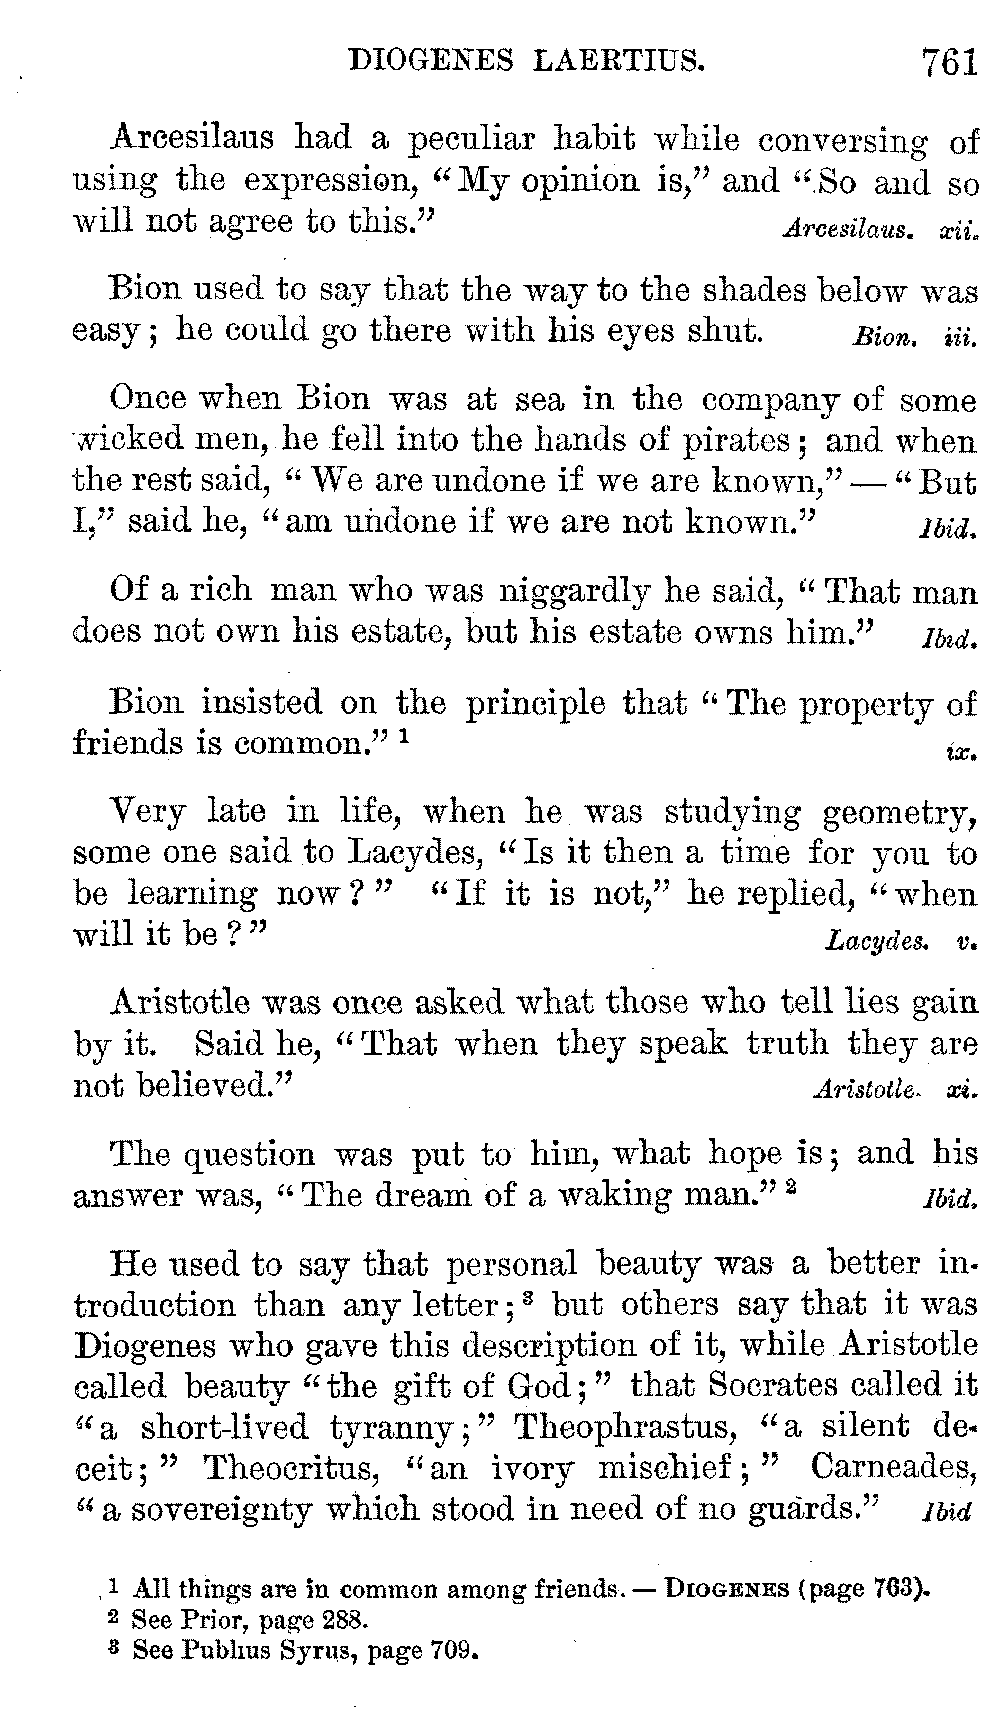 DIOGENES LAERTIUS. 761
Arcesilaus had a peculiar habit while conversing of
using the expression, “My opinion is,” and “So and so
will not agree to this.” Arcesilaus. xii.
Bion used to say that the way to the shades below was
easy; he could go there with his eyes shut. Bion. iii.
Once when Bion was at sea in the company of some
wicked men, he fell into the hands of pirates; and when
the rest said, “We are undone if we are known,” — “But
I,” said he, “am undone if we are not known.” Ibid.
Of a rich man who was niggardly he said, “That man
does not own his estate, but his estate owns him.” Ibid.
Bion insisted on the principle that “The property of
friends is common.” 1 ix.
Very late in life, when he was studying geometry,
some one said to Lacydes, “Is it then a time for you to
be learning now?” “If it is not,” he replied, “when
will it be?” Lacydes. v.
Aristotle was once asked what those who tell lies gain
by it. Said he, “That when they speak truth they are
not believed.” Aristotle. xi.
The question was put to him, what hope is; and his
answer was, “The dream of a waking man.” 2 Ibid.
He used to say that personal beauty was a better in-
troduction than any letter; 3 but others say that it was
Diogenes who gave this description of it, while Aristotle
called beauty “the gift of God;” that Socrates called it
“a short-lived tyranny;” Theophrastus, “a silent de-
ceit;” Theocritus, “an ivory mischief;” Carneades,
“a sovereignty which stood in need of no guards.” Ibid
1 All things are in common among friends. — DIOGENES (page 763).
2 See Prior, page 288.
3 See Publius Syrus, page 709.